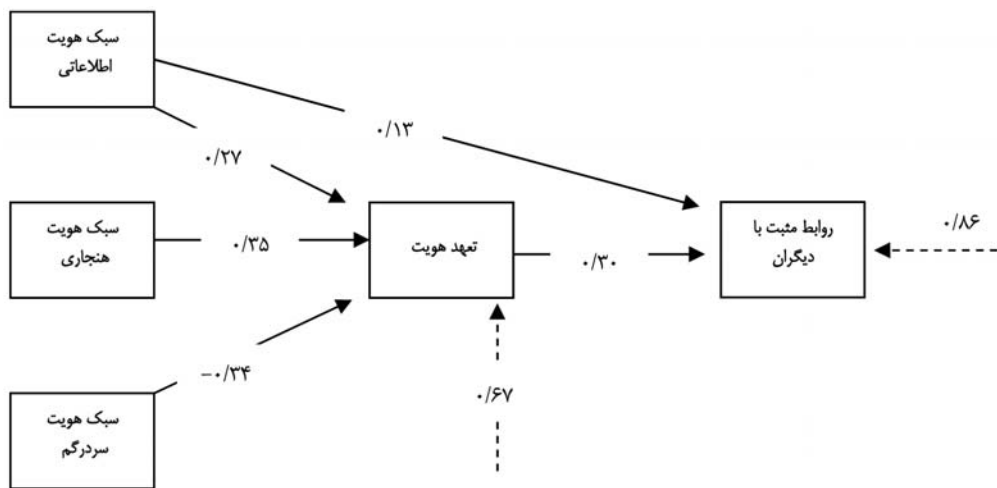 سبک هویت
اطلاعاتی
۰/۱۳
۰/۲۷
سبک هویت
هنجاری
۰/۳۵
تعهد هویت
۰/۳۰
روابط مثبت با
دیگران
۰/۸۶
-۰/۳۴
۰/۶۷
سبک هویت
سردرگم